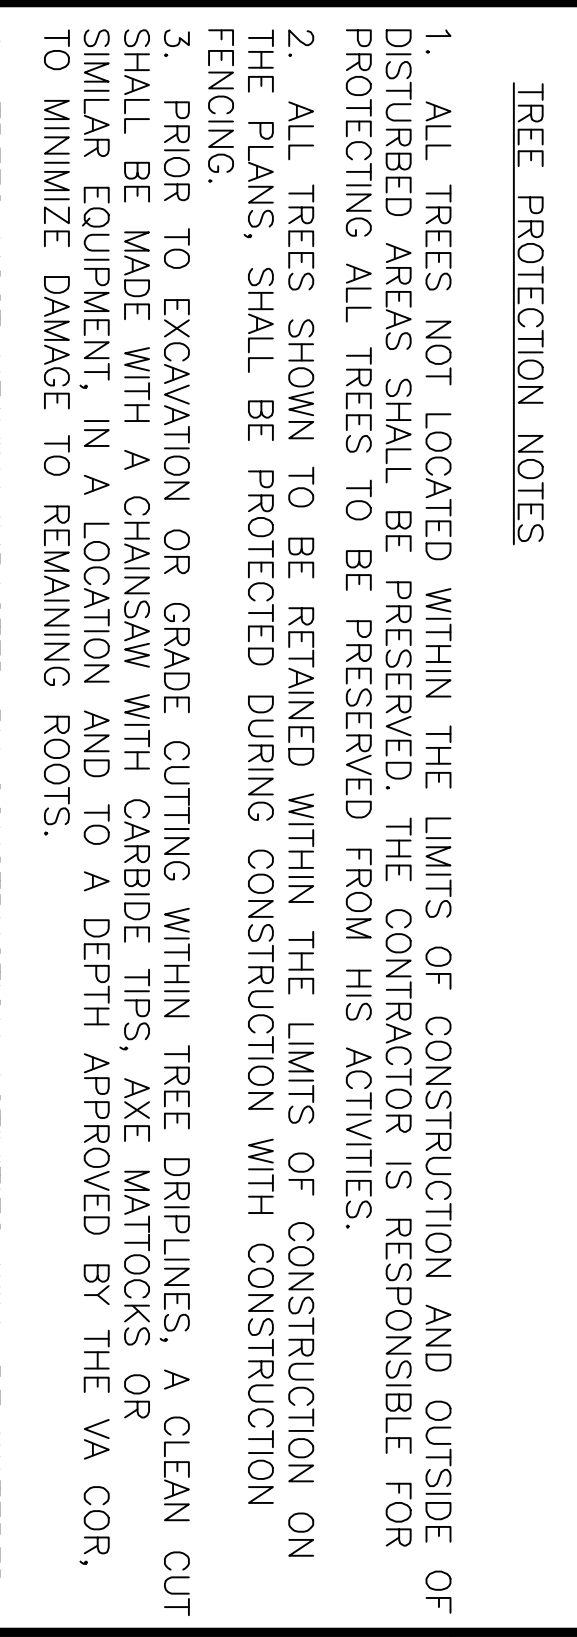 TREE PROTECTION NOTES
1. ALL TREES NOT LOCATED WITHIN THE LIMITS OF CONSTRUCTION AND OUTSIDE OF
DISTURBED AREAS SHALL BE PRESERVED. THE CONTRACTOR IS RESPONSIBLE FOR
PROTECTING ALL TREES TO BE PRESERVED FROM HIS ACTIVITIES.
2. ALL TREES SHOWN TO BE RETAINED WITHIN THE LIMITS OF CONSTRUCTION ON
THE PLANS, SHALL BE PROTECTED DURING CONSTRUCTION WITH CONSTRUCTION
FENCING.
3. PRIOR TO EXCAVATION OR GRADE CUTTING WITHIN TREE DRIPLINES, A CLEAN CUT
SHALL BE MADE WITH A CHAINSAW WITH CARBIDE TIPS, AXE MATTOCKS OR
SIMILAR EQUIPMENT, IN A LOCATION AND TO A DEPTH APPROVED BY THE VA COR,
TO MINIMIZE DAMAGE TO REMAINING ROOTS.